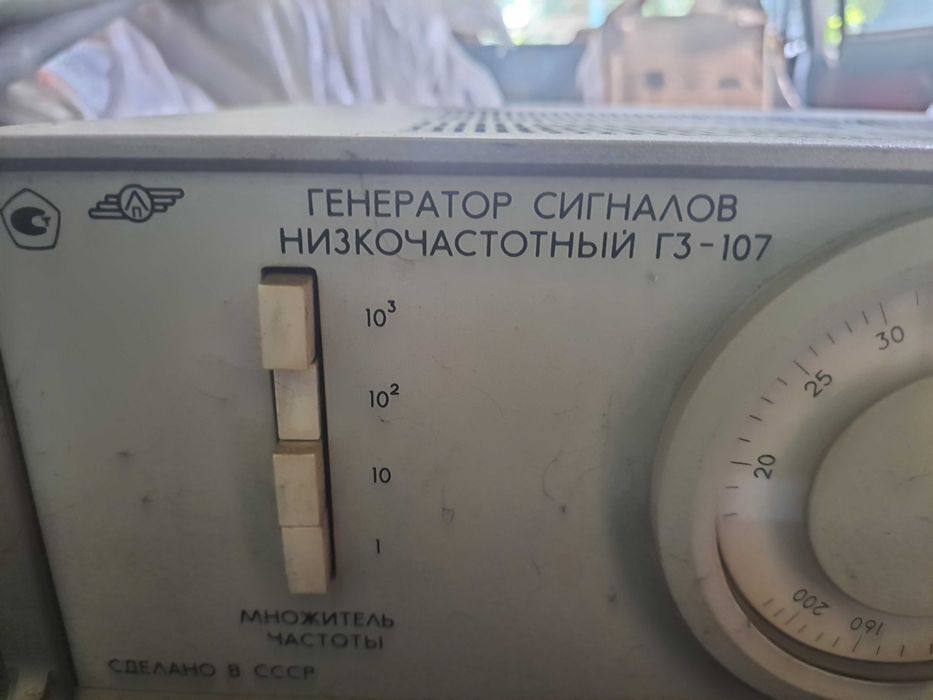 ГЕНЕРАТОР СИГНАЛОВ
НИЗКОЧАСТОТНЫЙ Г3-107
10³
10²
10
1
МНОЖИТЕЛЬ
ЧАСТОТЫ
СДЕЛАНО В СССР
30
25
20
200
160